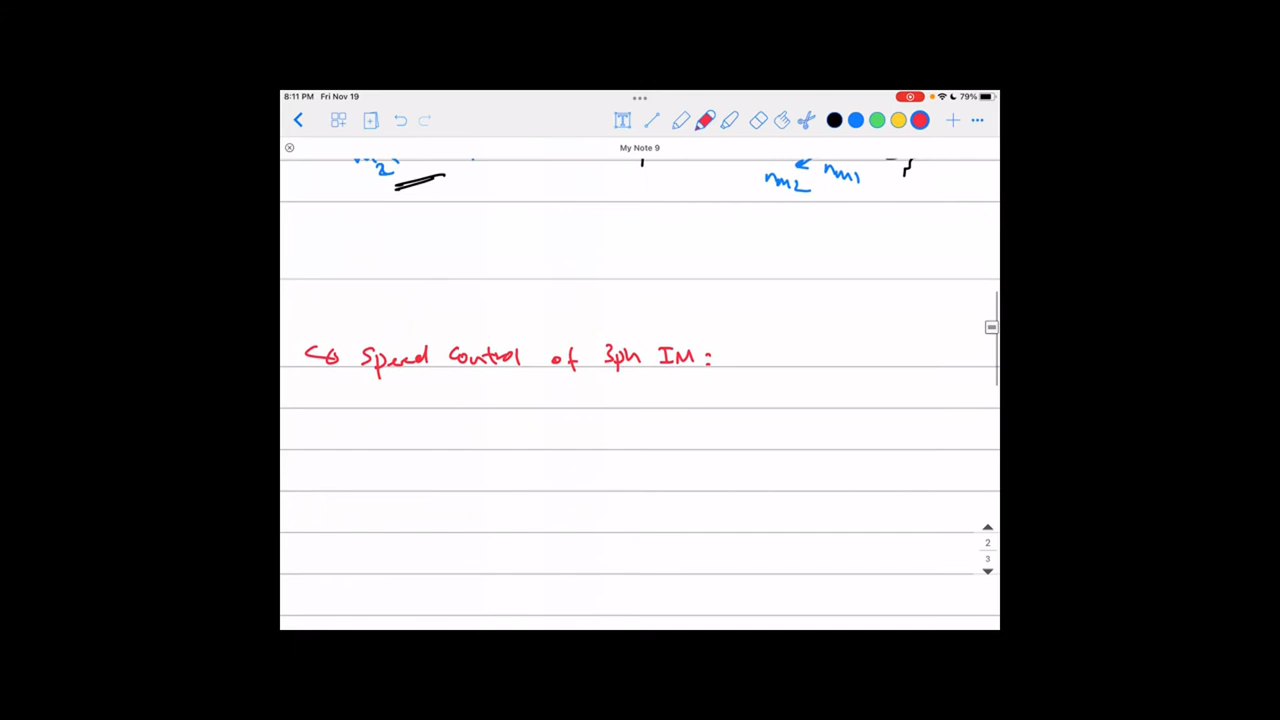 8:11 PM Fri Nov 19 79%
My Note 9
2
nm2 nm1
↪ Speed Control of 3ph IM:
2
3